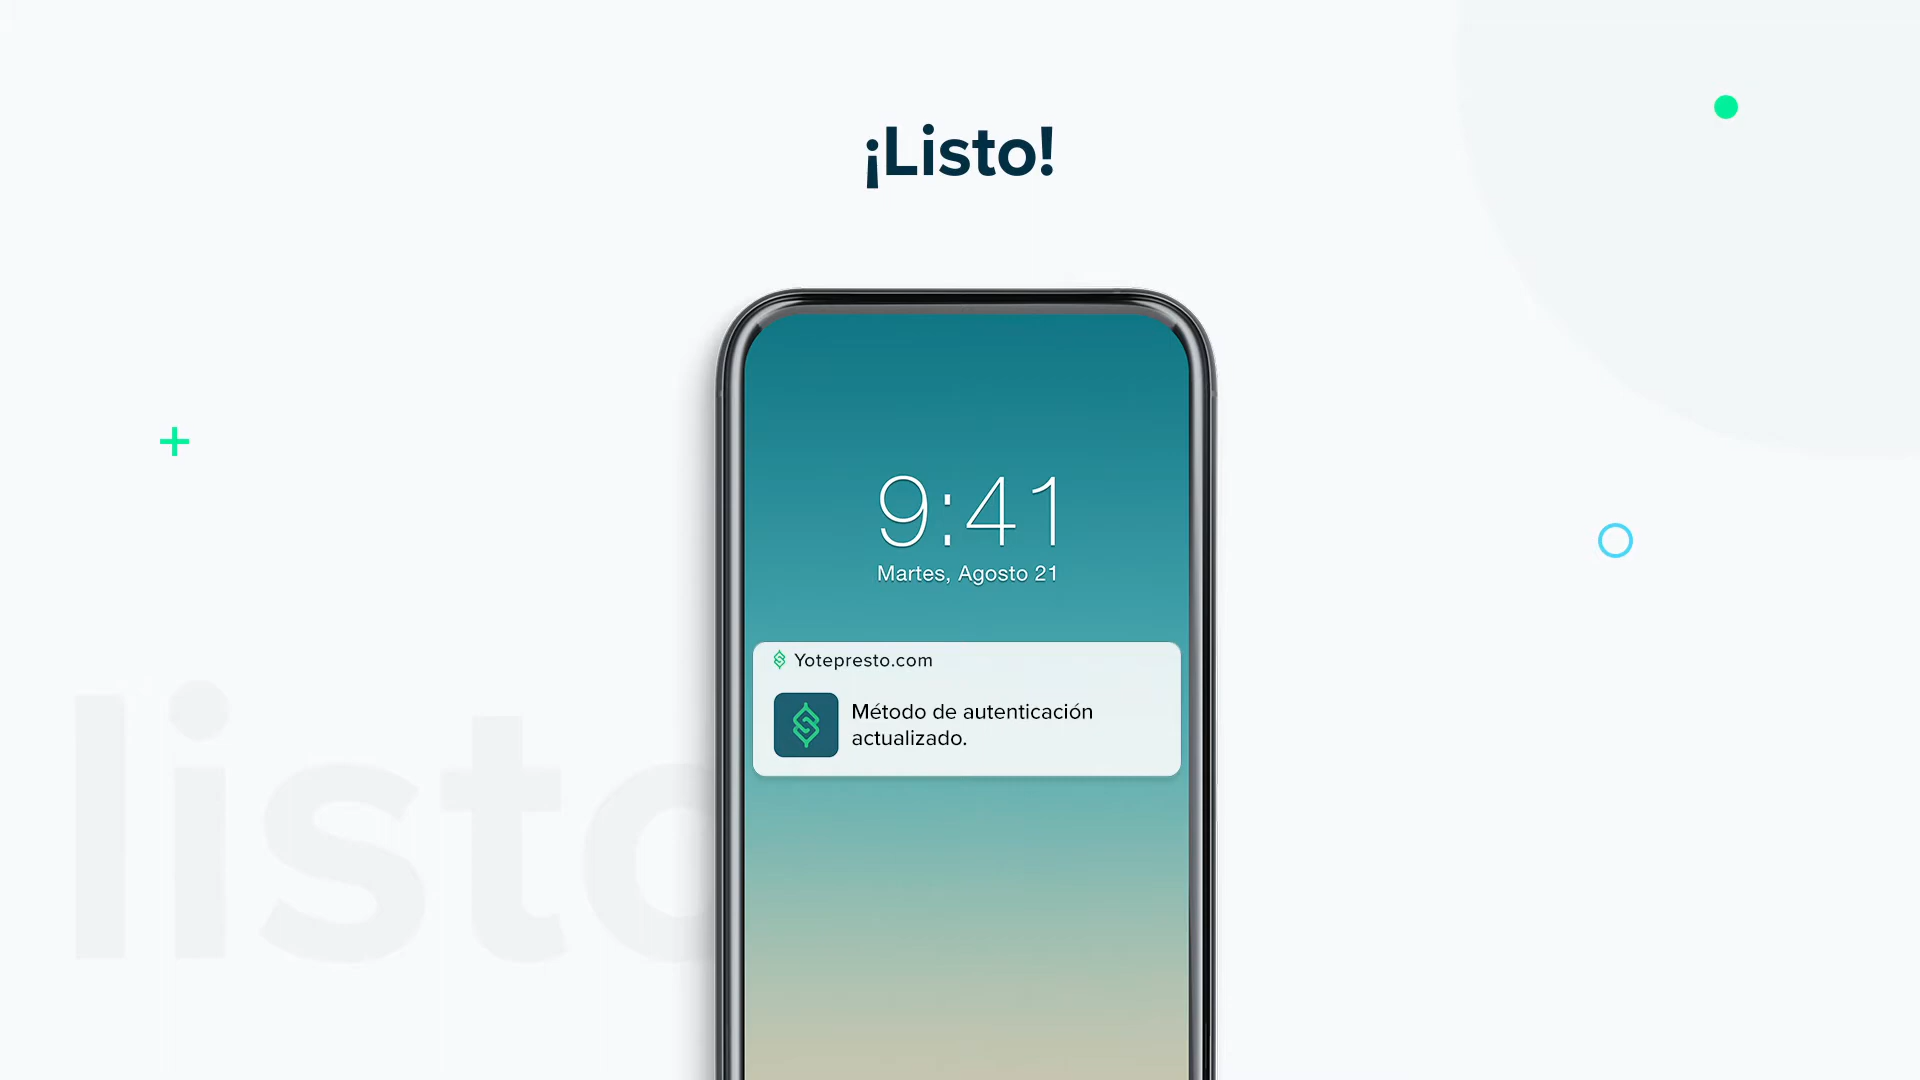 ¡Listo!
9:41
Martes, Agosto 21
Yotepresto.com
Método de autenticación
actualizado.
listo